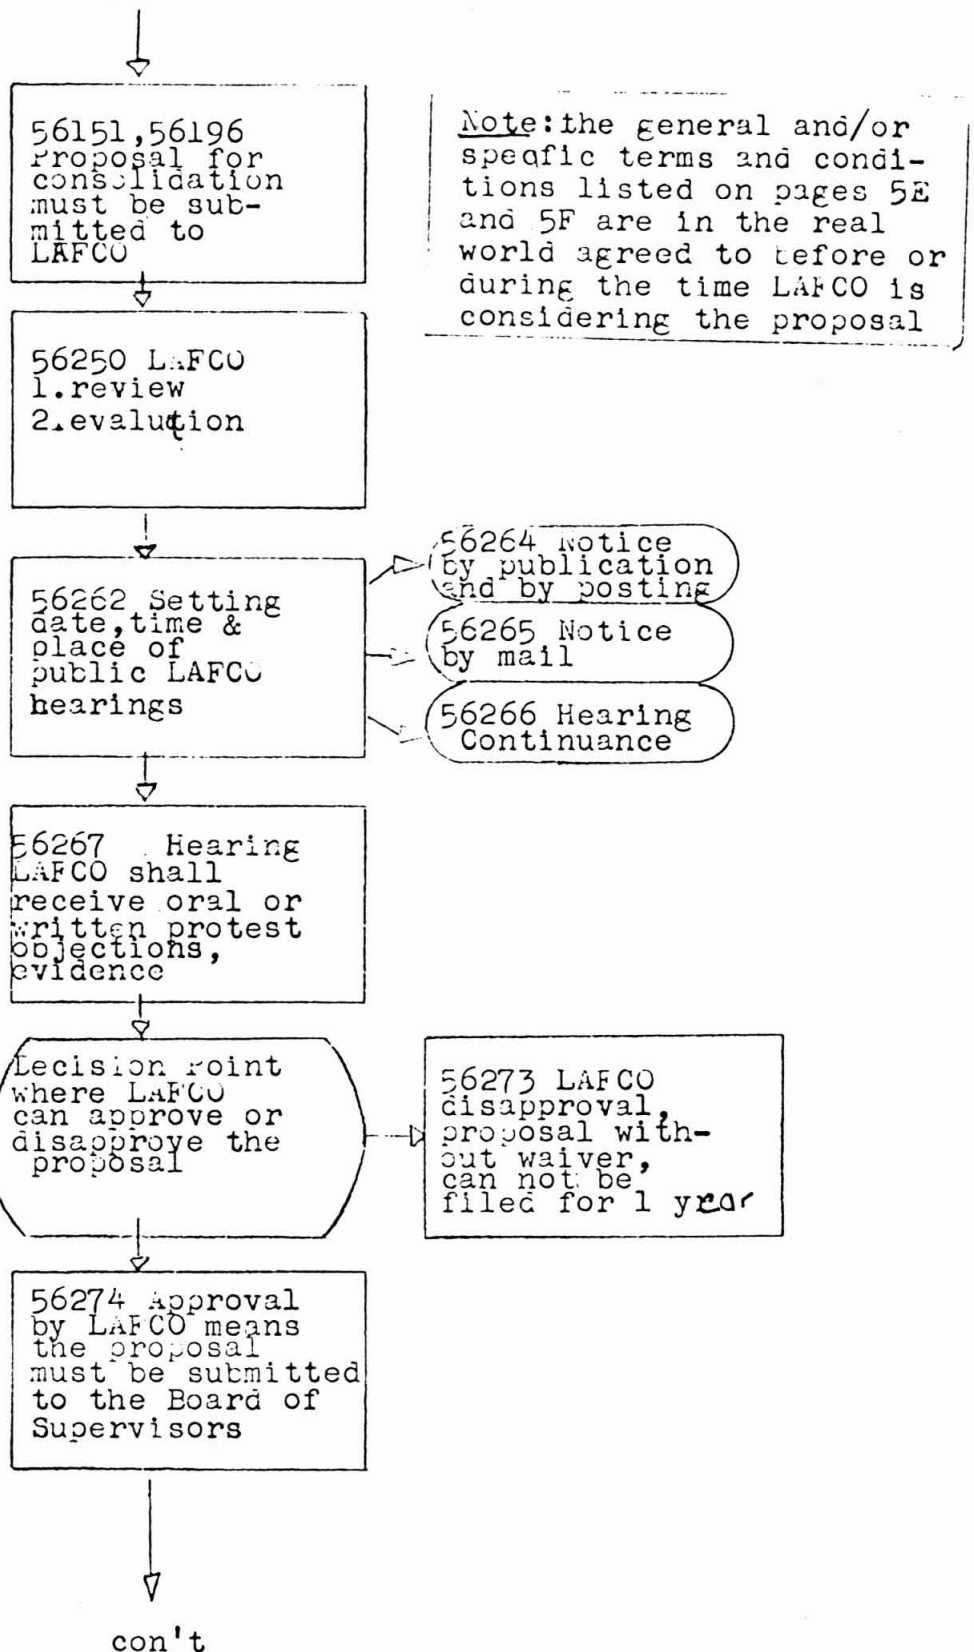 56151,56196
Proposal for
consolidation
must be sub-
mitted to
LAFCO
Note:the general and/or
speqfic terms and condi-
tions listed on pages 5E
and 5F are in the real
world agreed to before or
during the time LAFCO is
considering the proposal
56250 LAFCO
1.review
2.evalution
56262 Setting
date,time &
place of
public LAFCO
hearings
56264 Notice
by publication
and by posting
56265 Notice
by mail
56266 Hearing
Continuance
56267 Hearing
LAFCO shall
receive oral or
written protest
objections,
evidence
Decision Point
where LAFCO
can approve or
disapprove the
proposal
56273 LAFCO
disapproval,
proposal with-
out waiver,
can not be
filed for 1 year
56274 Approval
by LAFCO means
the proposal
must be submitted
to the Board of
Supervisors
con't